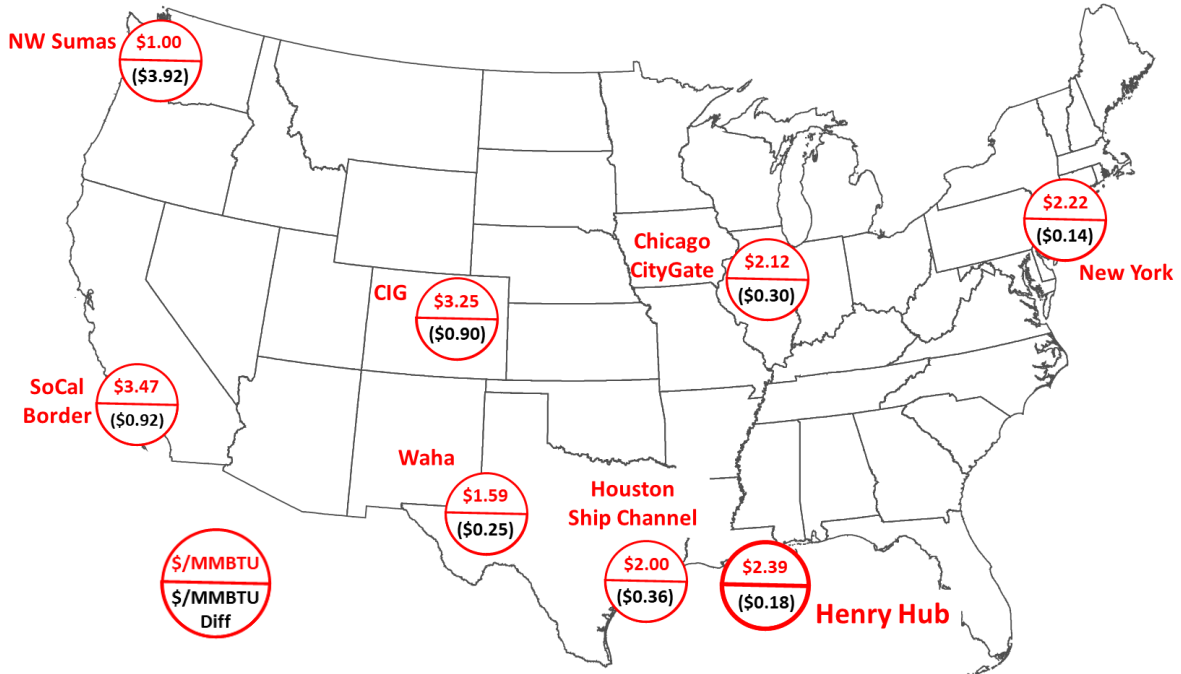 NW Sumas
$1.00
($3.92)
$2.22
($0.14)
New York
Chicago
CityGate
$2.12
($0.30)
CIG
$3.25
($0.90)
SoCal
Border
$3.47
($0.92)
Waha
$1.59
($0.25)
Houston
Ship Channel
$2.00
($0.36)
$2.39
($0.18)
Henry Hub
$/MMBTU
$/MMBTU
Diff